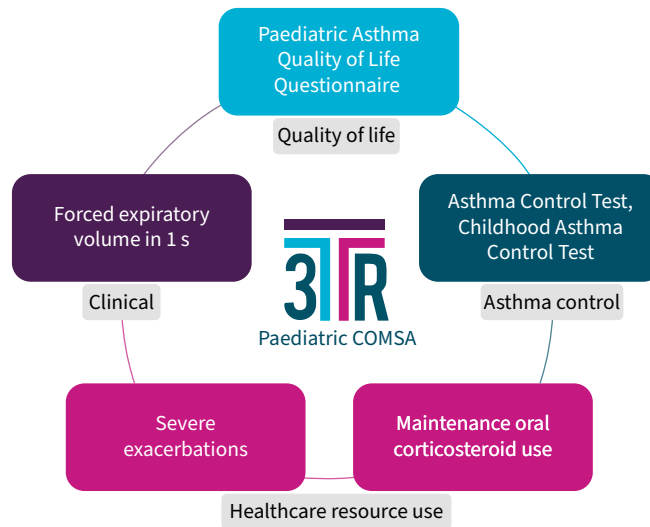 Paediatric Asthma
Quality of Life
Questionnaire
Quality of life
Forced expiratory
volume in 1 s
Clinical
Asthma Control Test,
Childhood Asthma
Control Test
Asthma control
3TR
Paediatric COMSA
Severe
exacerbations
Maintenance oral
corticosteroid use
Healthcare resource use